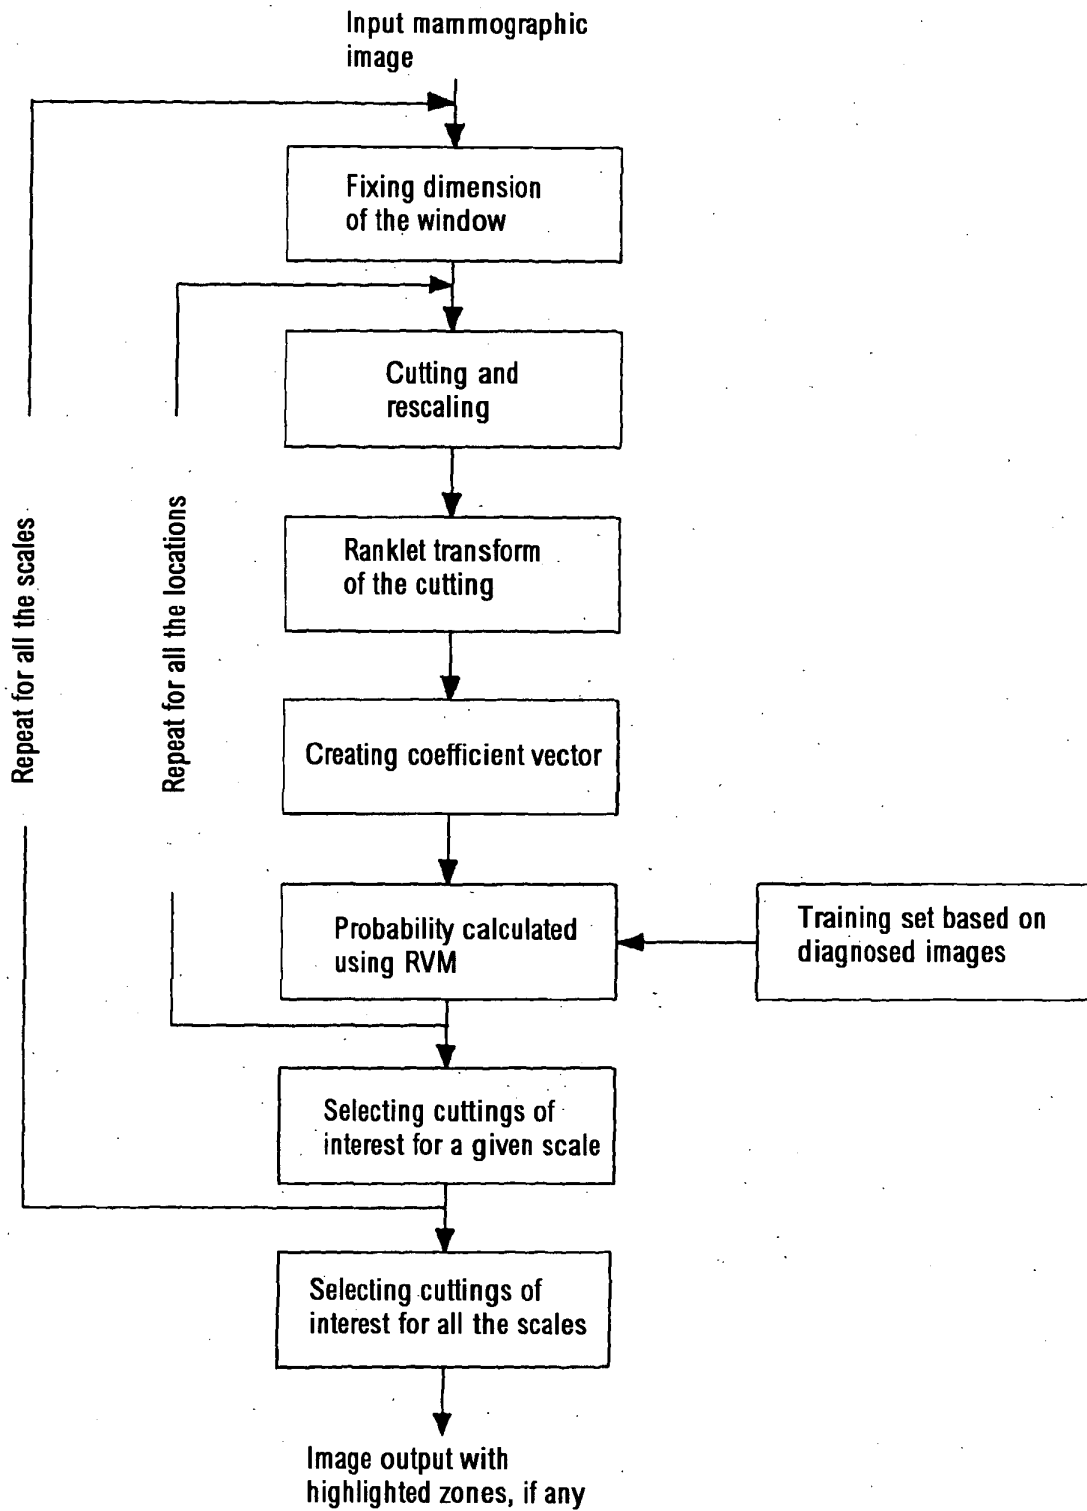 Input mammographic
image
Fixing dimension
of the window
Cutting and
rescaling
Ranklet transform
of the cutting
Repeat for all the scales
Repeat for all the locations
Creating coefficient vector
Probability calculated
using RVM
Training set based on
diagnosed images
Selecting cuttings of
interest for a given scale
Selecting cuttings of
interest for all the scales
Image output with
highlighted zones, if any